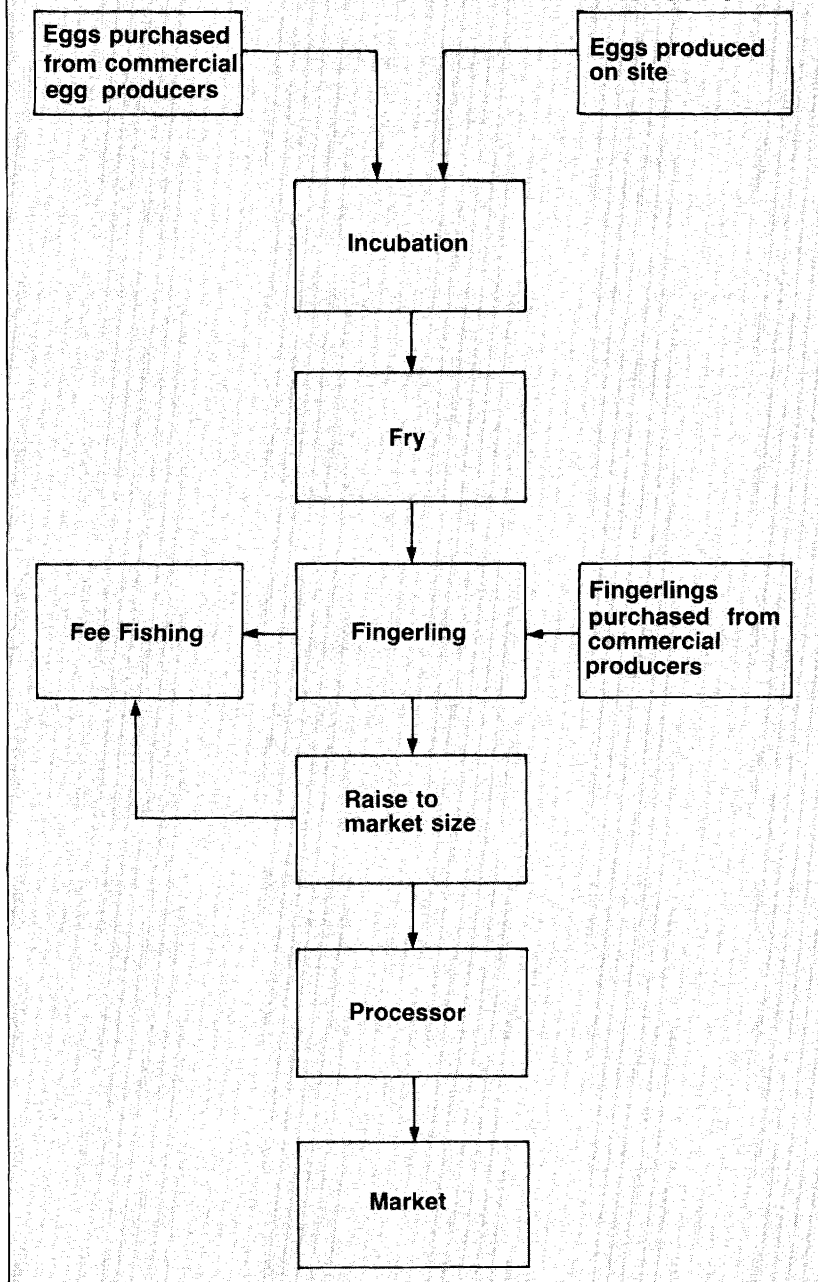 Eggs purchased
from commercial
egg producers
Eggs produced
on site
Incubation
Fry
Fee Fishing
Fingerling
Fingerlings
purchased from
commercial
producers
Raise to
market size
Processor
Market